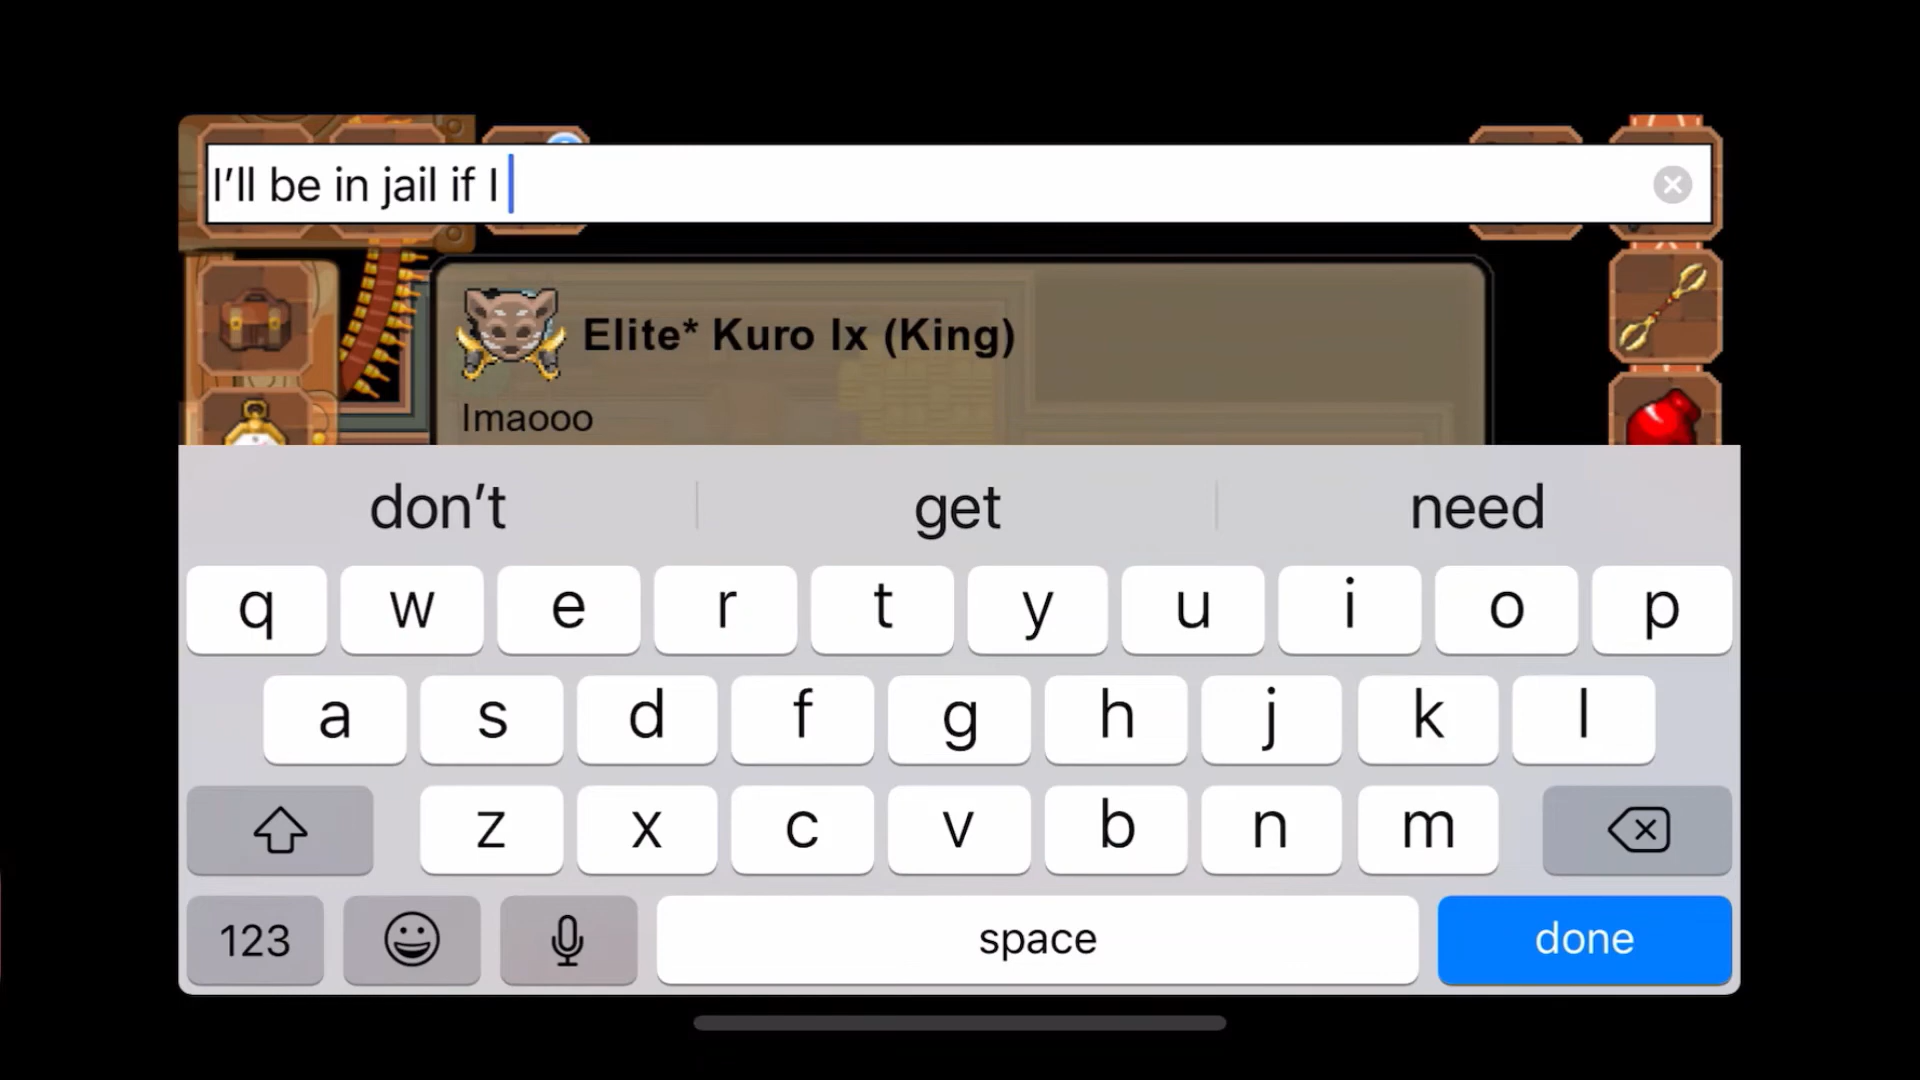 I’ll be in jail if I
Elite* Kuro Ix (King)
lmaooo
don’t get need
q w e r t y u i o p
a s d f g h j k l
z x c v b n m
123 space done